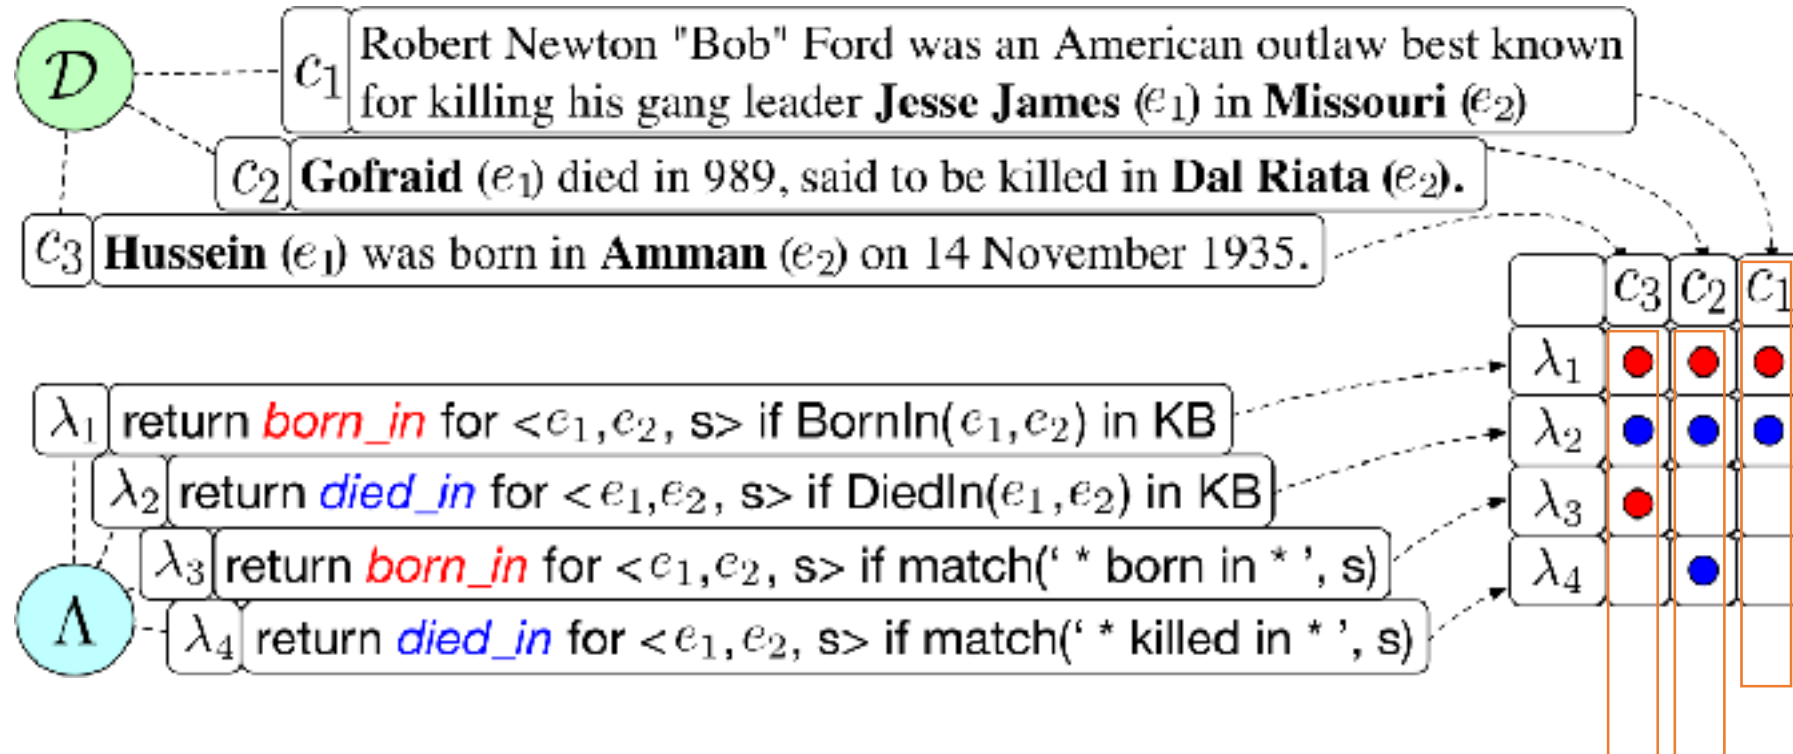 D
c₁ Robert Newton "Bob" Ford was an American outlaw best known
for killing his gang leader Jesse James (e₁) in Missouri (e₂)
c₂ Gofraid (e₁) died in 989, said to be killed in Dal Riata (e₂).
c₃ Hussein (e₁) was born in Amman (e₂) on 14 November 1935.
c₃ c₂ c₁
λ₁
λ₂
λ₃
λ₄
λ₁ return born_in for <e₁,e₂, s> if BornIn(e₁,e₂) in KB
λ₂ return died_in for <e₁,e₂, s> if DiedIn(e₁,e₂) in KB
λ₃ return born_in for <e₁,e₂, s> if match(‘ * born in * ’, s)
Λ
λ₄ return died_in for <e₁,e₂, s> if match(‘ * killed in * ’, s)